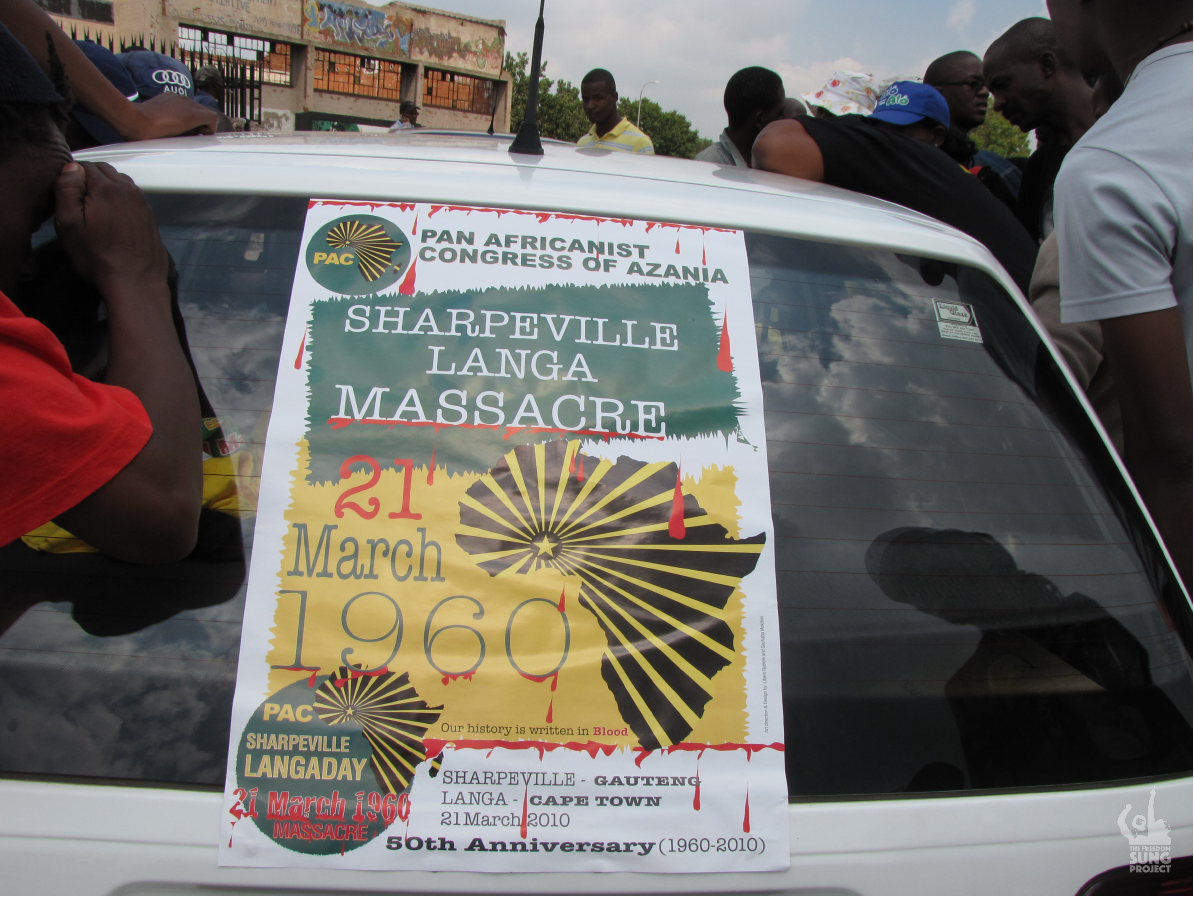 AUDI
PAC
PAN AFRICANIST
CONGRESS OF AZANIA
SHARPEVILLE
LANGA
MASSACRE
21
March
1960
Our history is written in Blood
PAC
SHARPEVILLE
LANGADAY
21 March 1960
MASSACRE
SHARPEVILLE - GAUTENG
LANGA - CAPE TOWN
21 March 2010
50th Anniversary (1960-2010)
THE FREEDOM
SUNG
PROJECT